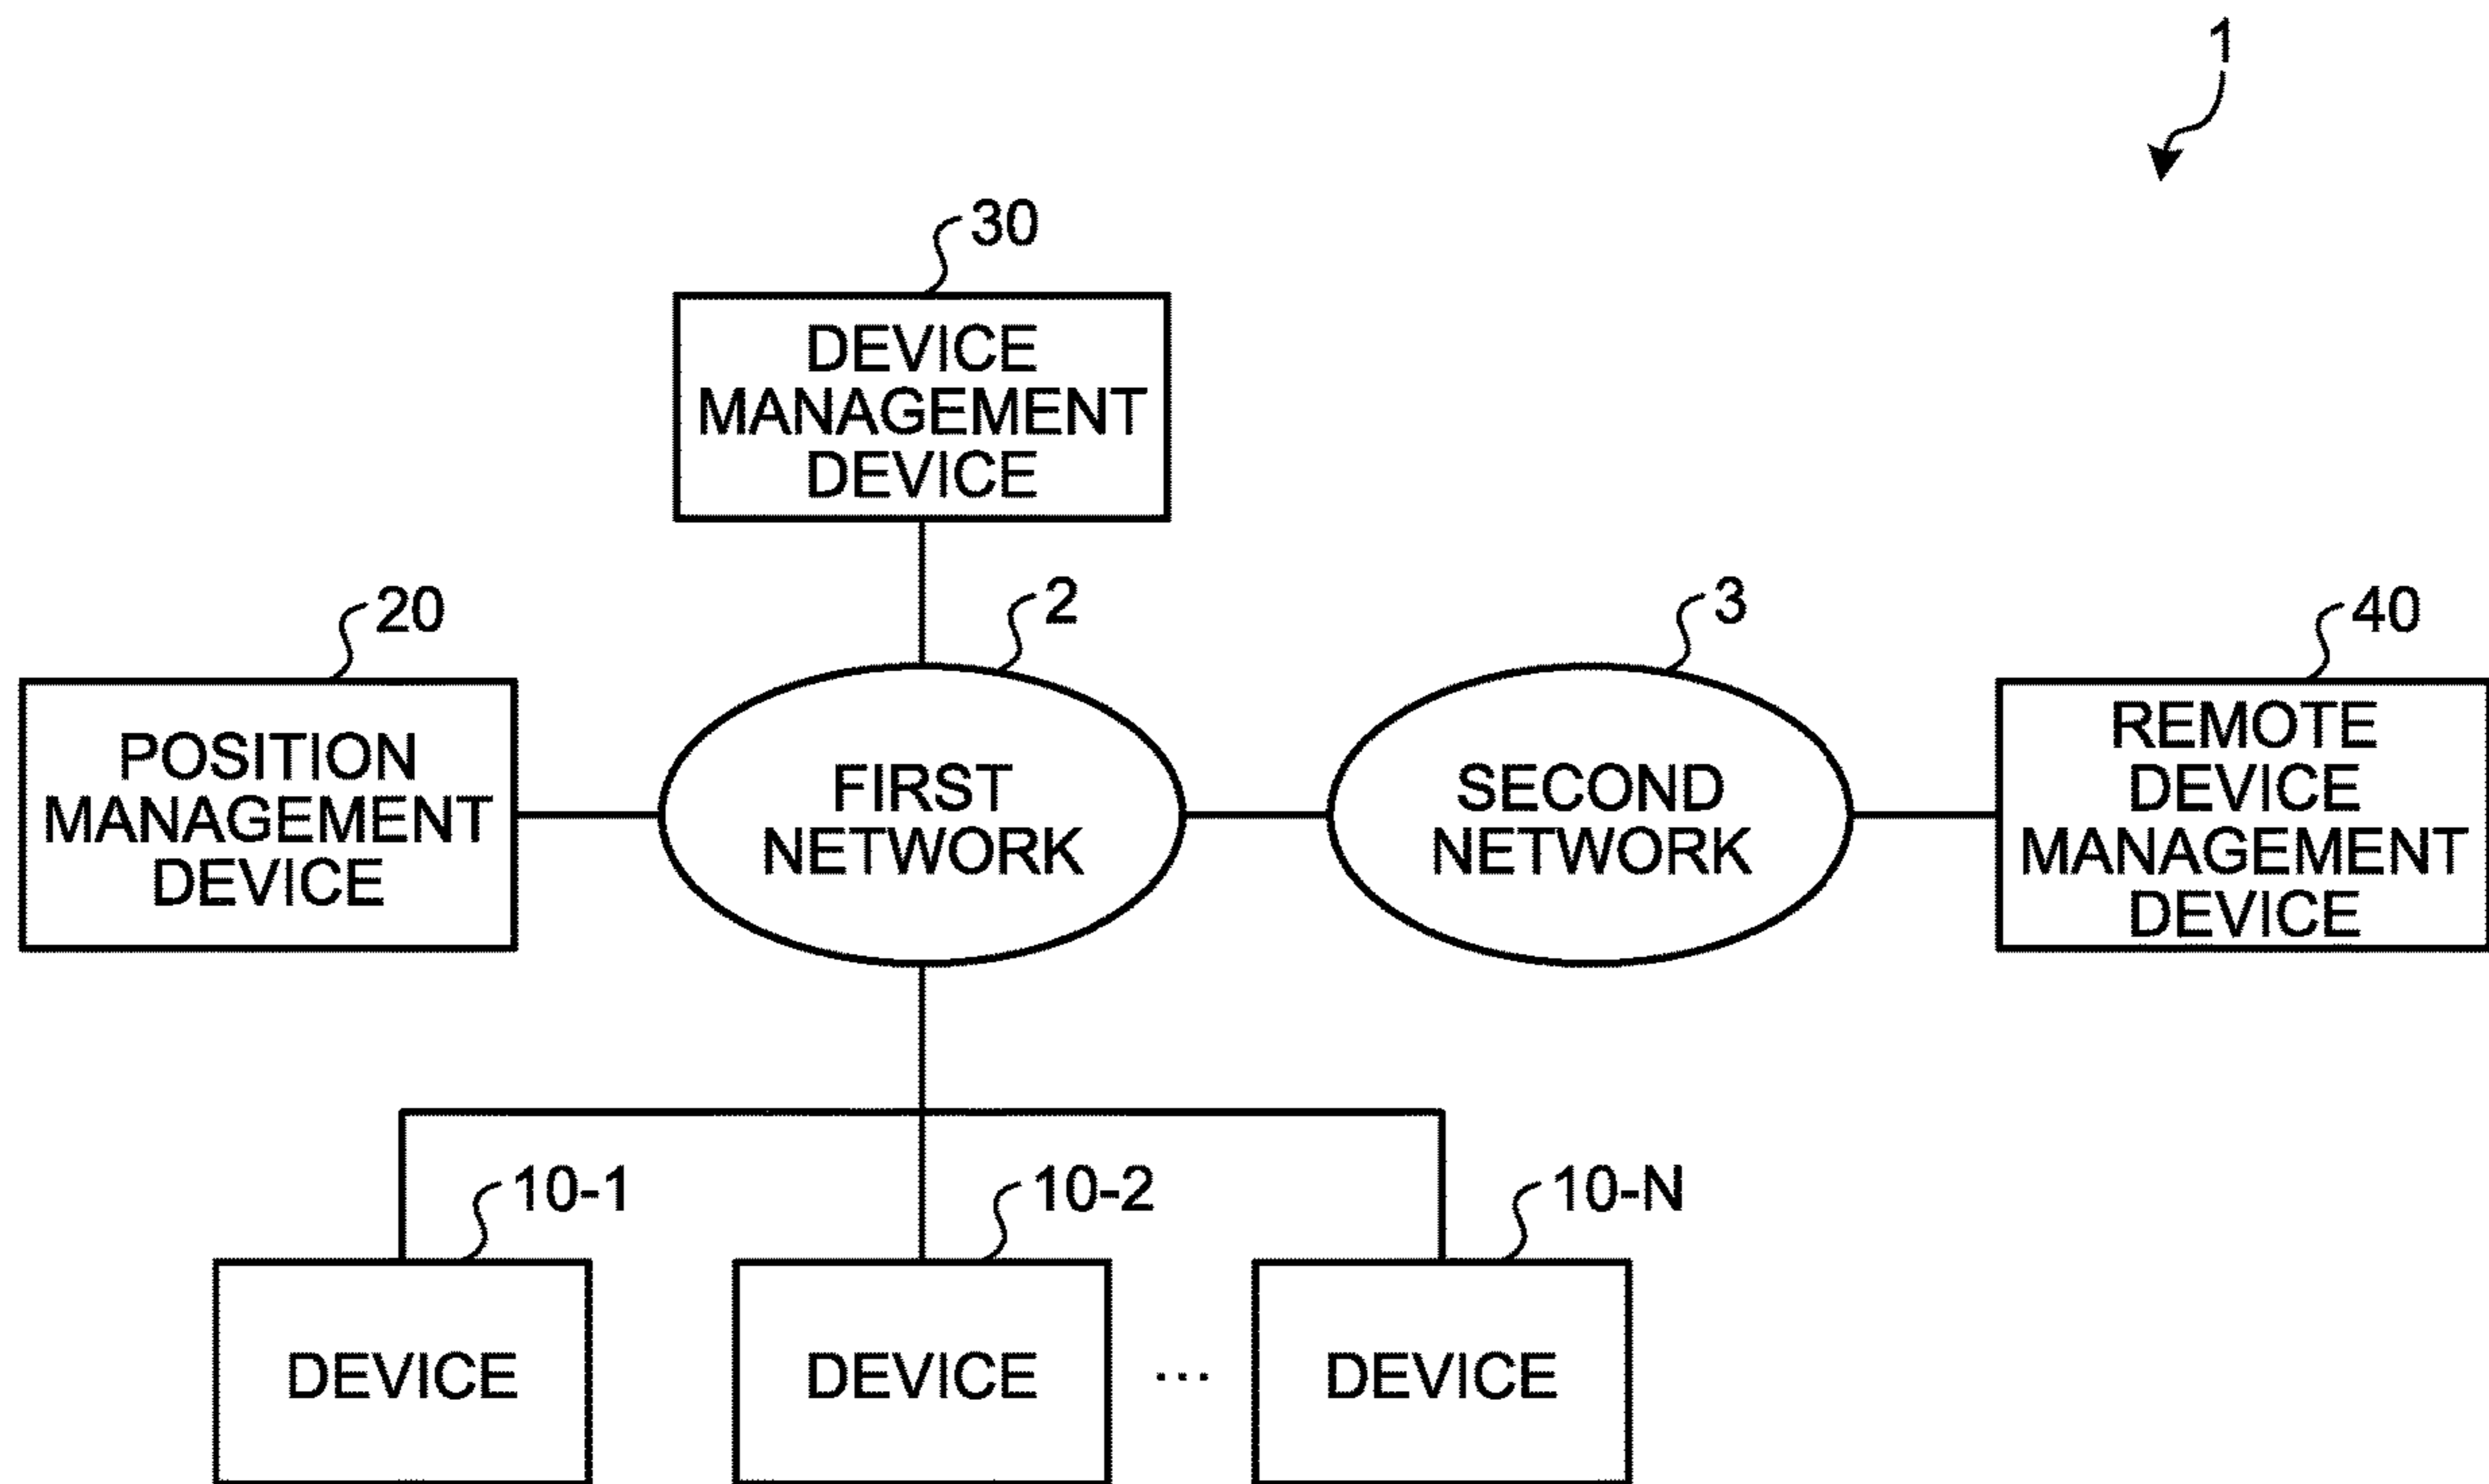 1
30
DEVICE
MANAGEMENT
DEVICE
20
2
3
40
POSITION
MANAGEMENT
DEVICE
FIRST
NETWORK
SECOND
NETWORK
REMOTE
DEVICE
MANAGEMENT
DEVICE
10-1
10-2
10-N
DEVICE
DEVICE
...
DEVICE